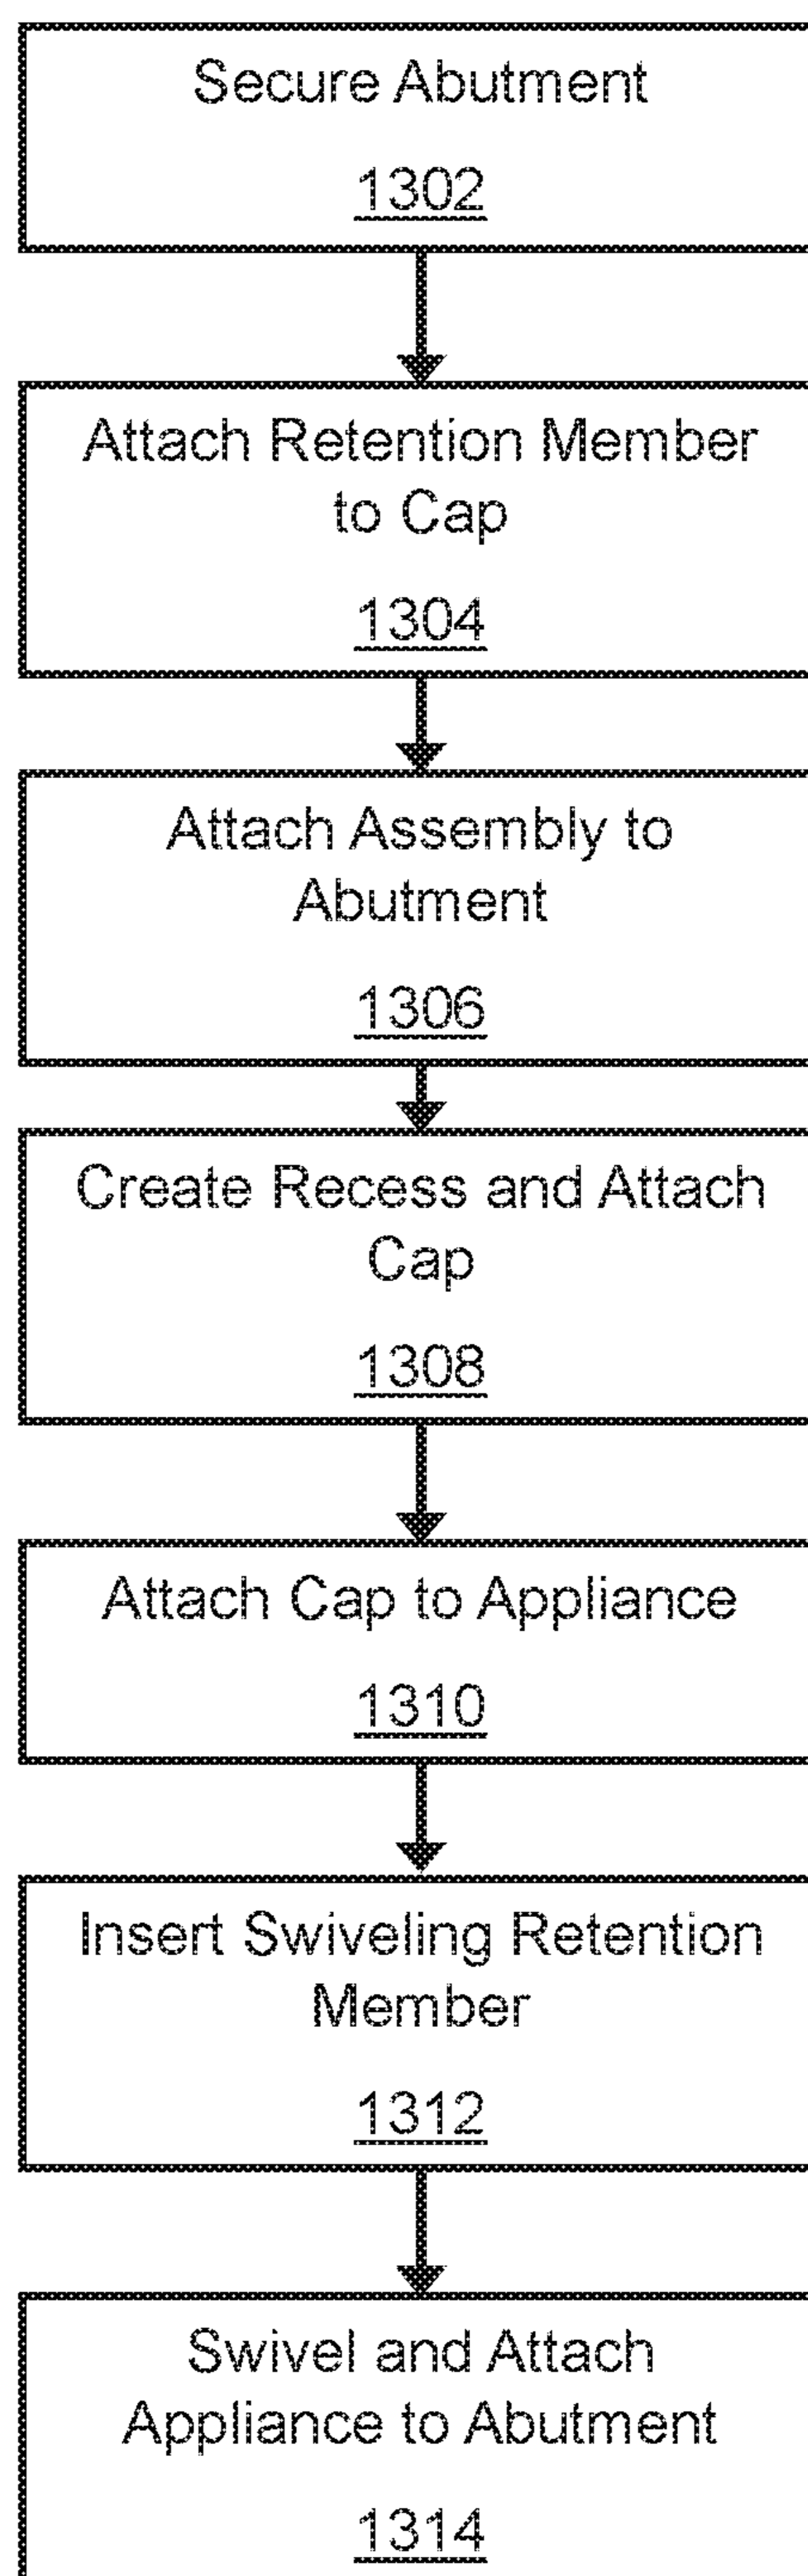 Secure Abutment
1302
Attach Retention Member
to Cap
1304
Attach Assembly to
Abutment
1306
Create Recess and Attach
Cap
1308
Attach Cap to Appliance
1310
Insert Swiveling Retention
Member
1312
Swivel and Attach
Appliance to Abutment
1314